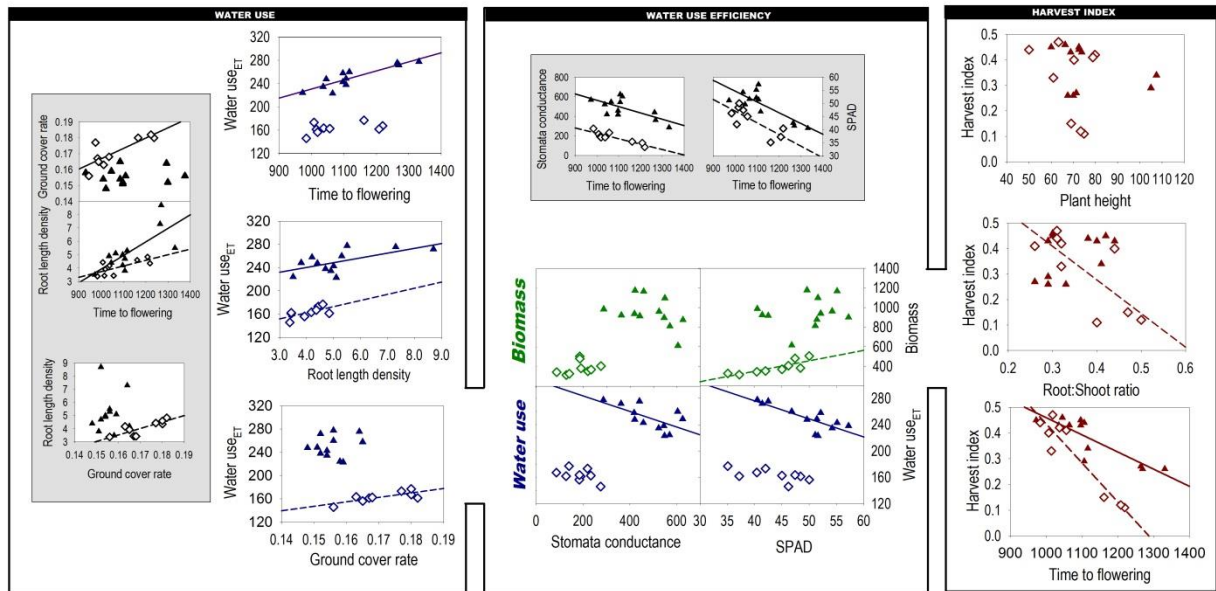 WATER USE
0.19
0.18
0.17
0.16
0.15
0.14
Ground cover rate
8
7
6
5
4
3
Root length density
900 1000 1100 1200 1300 1400
Time to flowering
9
8
7
6
5
4
3
Root length density
0.14 0.15 0.16 0.17 0.18 0.19
Ground cover rate
320
280
240
200
160
120
Water useET
800 900 1000 1100 1200 1300 1400
Time to flowering
320
280
240
200
160
120
Water useET
3.0 4.0 5.0 6.0 7.0 8.0 9.0
Root length density
320
280
240
200
160
120
Water useET
0.14 0.15 0.16 0.17 0.18 0.19
Ground cover rate
WATER USE EFFICIENCY
800
600
400
200
0
Stomata conductance
900 1000 1100 1200 1300 1400
Time to flowering
60
55
50
45
40
35
30
SPAD
900 1000 1100 1200 1300 1400
Time to flowering
Biomass
1400
1200
1000
800
600
400
Biomass
Water use
280
240
200
160
120
Water useET
0 200 400 600
Stomata conductance
30 35 40 45 50 55 60
SPAD
HARVEST INDEX
0.5
0.4
0.3
0.2
0.1
0.0
Harvest index
40 50 60 70 80 90 100 110 120
Plant height
0.5
0.4
0.3
0.2
0.1
0.0
Harvest index
0.2 0.3 0.4 0.5 0.6
Root:Shoot ratio
0.5
0.4
0.3
0.2
0.1
0.0
Harvest index
900 1000 1100 1200 1300 1400
Time to flowering